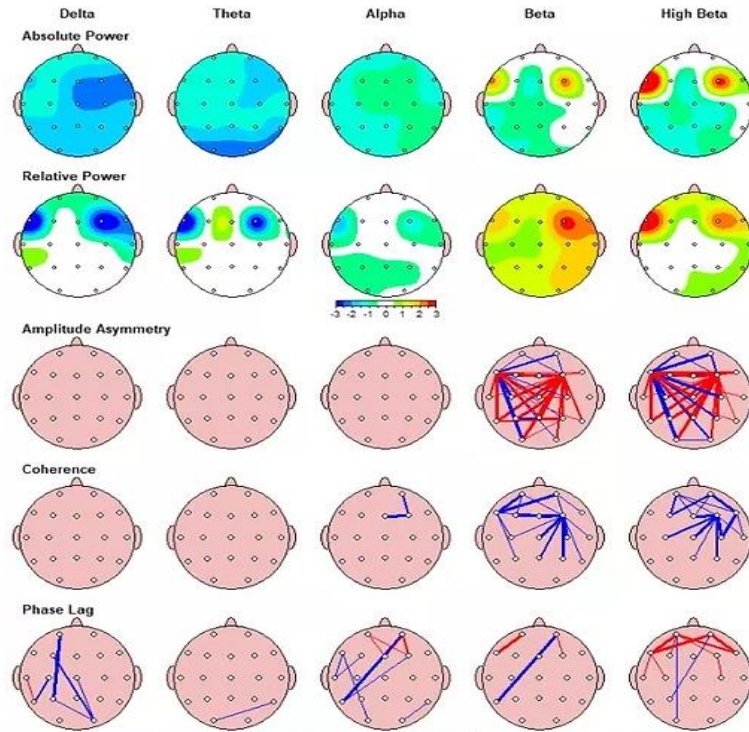 Delta Theta Alpha Beta High Beta
Absolute Power
Relative Power
-3 -2 -1 0 1 2 3
Amplitude Asymmetry
Coherence
Phase Lag